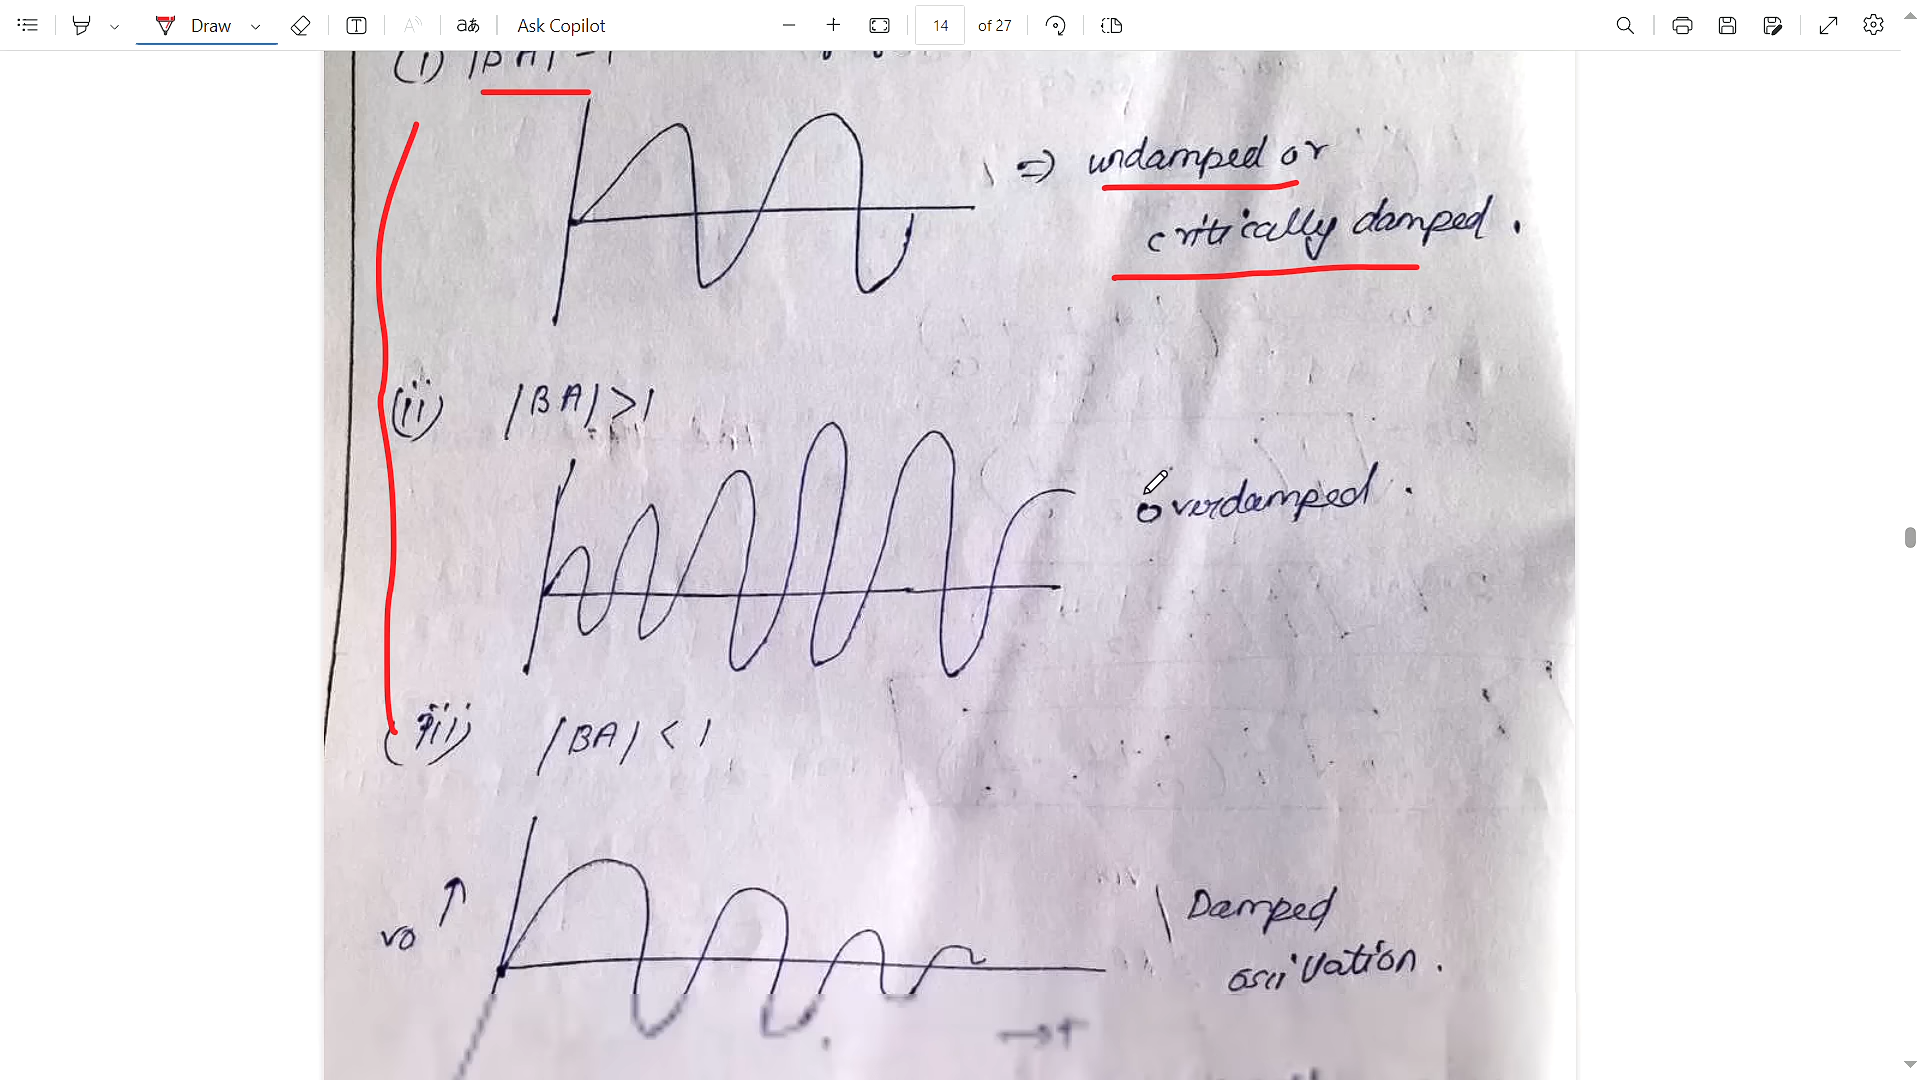 Draw
Ask Copilot
14 of 27
(i) |BA| = 1
⇒ undamped or
critically damped.
(ii) |BA| > 1
overdamped.
(iii) |BA| < 1
vo ↑
Damped
oscillation.
→ t